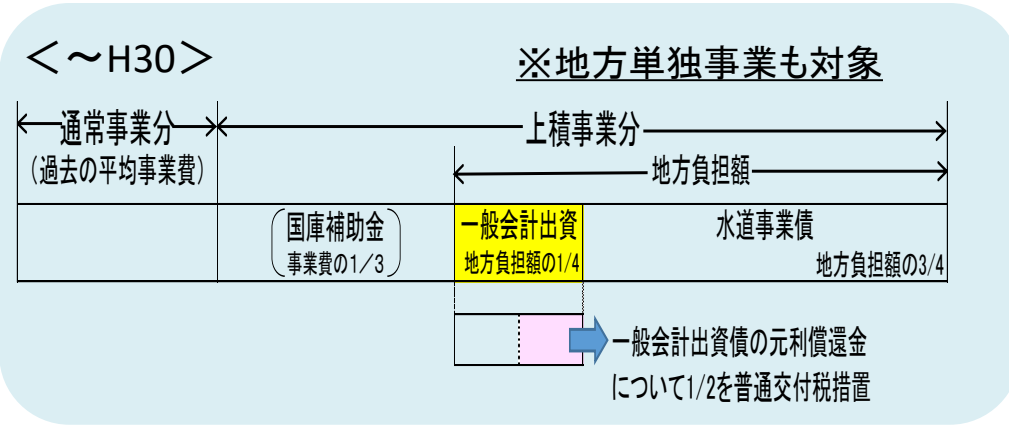 ＜～H30＞
※地方単独事業も対象
通常事業分
(過去の平均事業費)
上積事業分
地方負担額
国庫補助金
事業費の1／3
一般会計出資
地方負担額の1/4
水道事業債
地方負担額の3/4
一般会計出資債の元利償還金
について1/2を普通交付税措置